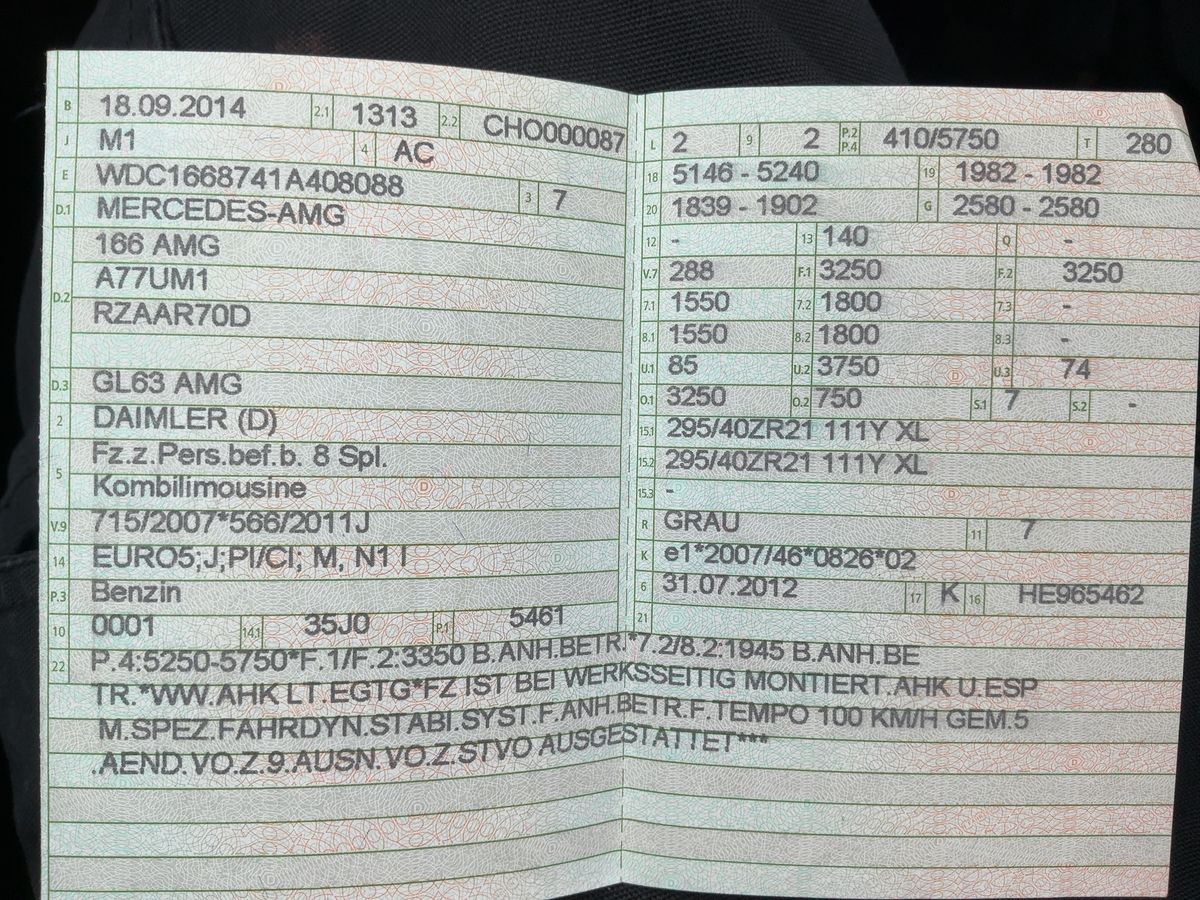 B 18.09.2014 2.1 1313 2.2 CHO000087
J M1 4 AC
E WDC1668741A408088 3 7
D.1 MERCEDES-AMG
D.2 166 AMG
A77UM1
RZAAR70D
D.3 GL63 AMG
2 DAIMLER (D)
5 Fz.z.Pers.bef.b. 8 Spl.
Kombilimousine
V.9 715/2007*566/2011J
14 EURO5;J;PI/CI; M, N1 I
P.3 Benzin
10 0001 14.1 35J0 P.1 5461
L 2 9 2 P.2 P.4 410/5750 T 280
18 5146 - 5240 19 1982 - 1982
20 1839 - 1902 G 2580 - 2580
12 - 13 140 Q -
V.7 288 F.1 3250 F.2 3250
7.1 1550 7.2 1800 7.3 -
8.1 1550 8.2 1800 8.3 -
U.1 85 U.2 3750 U.3 74
O.1 3250 O.2 750 S.1 7 S.2 -
15.1 295/40ZR21 111Y XL
15.2 295/40ZR21 111Y XL
15.3 -
R GRAU 11 7
K e1*2007/46*0826*02
6 31.07.2012 17 K 16 HE965462
21
22 P.4:5250-5750*F.1/F.2:3350 B.ANH.BETR.*7.2/8.2:1945 B.ANH.BE
TR.*WW.AHK LT.EGTG*FZ IST BEI WERKSSEITIG MONTIERT.AHK U.ESP
M.SPEZ.FAHRDYN.STABI.SYST.F.ANH.BETR.F.TEMPO 100 KM/H GEM.5
.AEND.VO.Z.9.AUSN.VO.Z.STVO AUSGESTATTET***